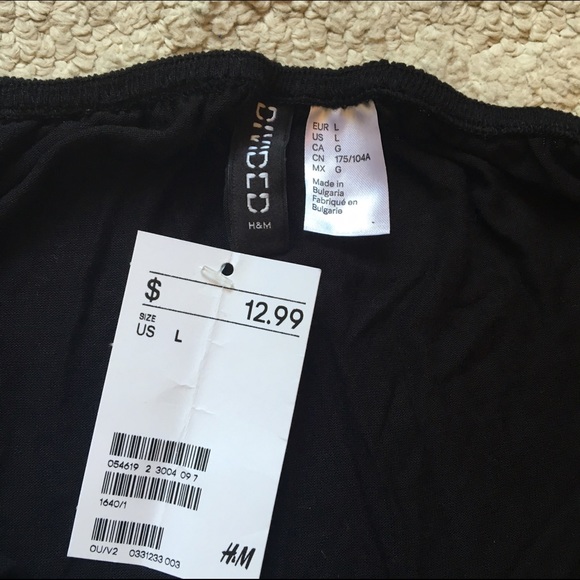 DIVIDED
H&M
EUR L
US L
CA G
CN 175/104A
MX G
Made in
Bulgaria
Fabriqué en
Bulgarie
$ 12.99
SIZE
US L
054619 2 3004 09 7
1640/1
OU/V2 0331233 003
H&M